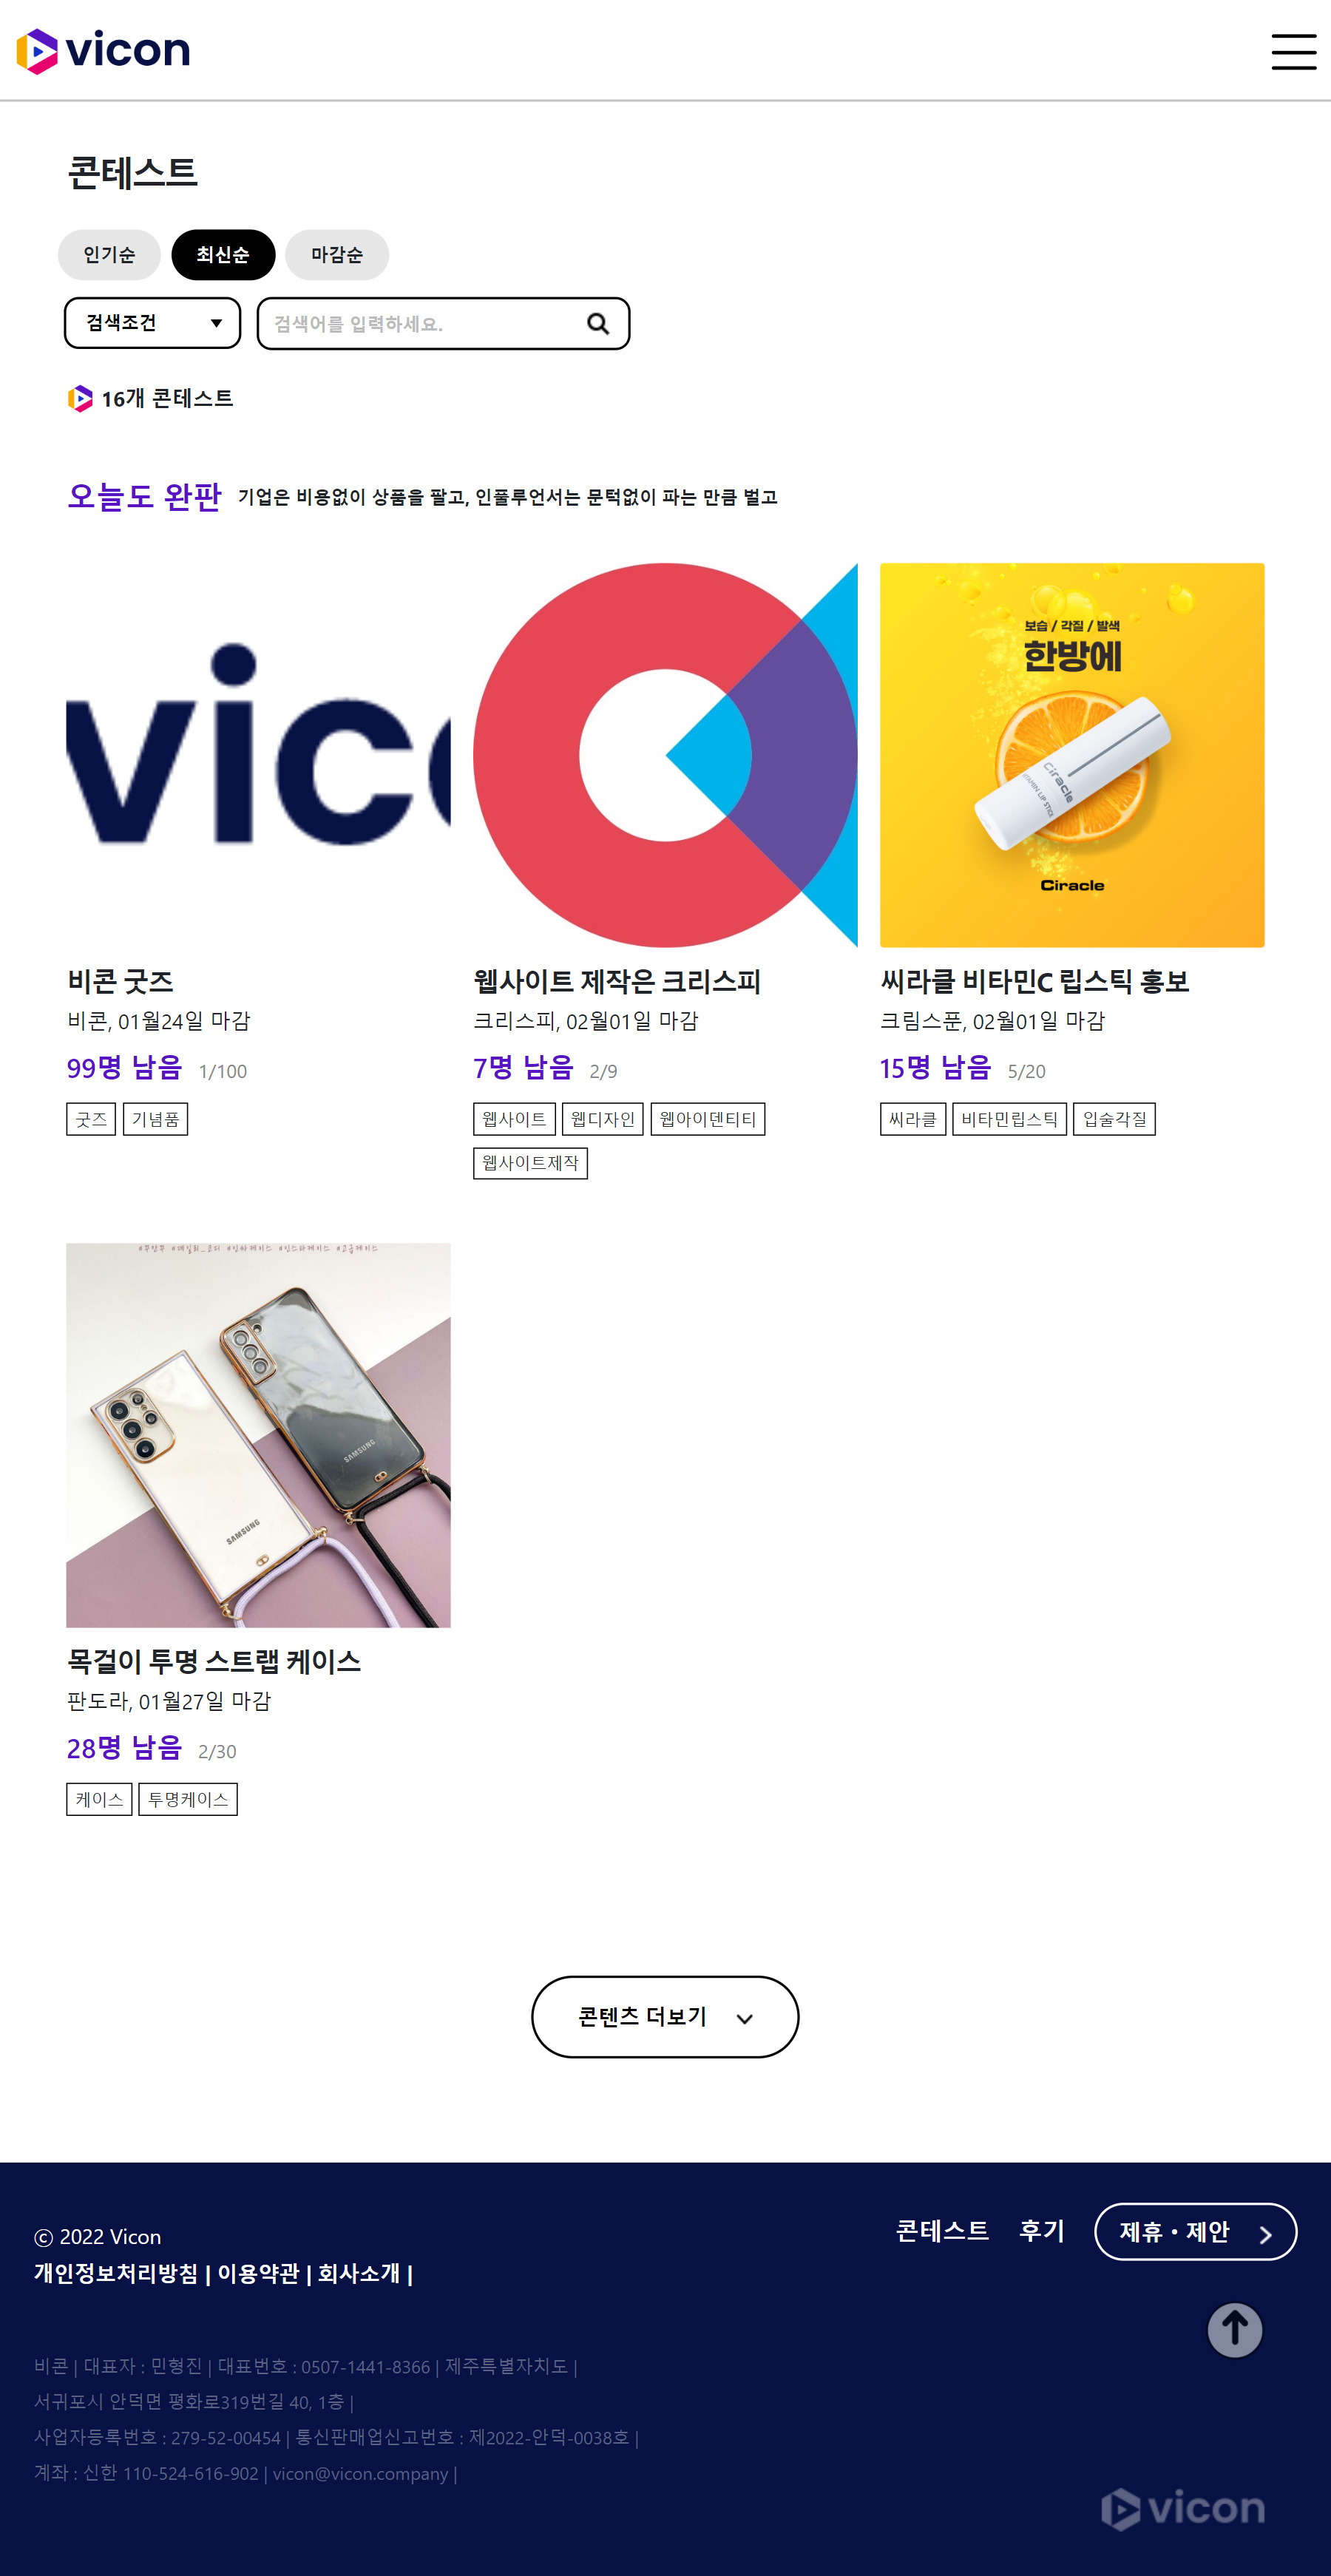 vicon
콘테스트
인기순 최신순 마감순
검색조건 검색어를 입력하세요.
16개 콘테스트
오늘도 완판 기업은 비용없이 상품을 팔고, 인풀루언서는 문턱없이 파는 만큼 벌고
vic
보습 / 각질 / 발색
한방에
Ciracle
VITAMIN LIP STICK
Ciracle
비콘 굿즈
비콘, 01월24일 마감
99명 남음 1/100
굿즈 기념품
웹사이트 제작은 크리스피
크리스피, 02월01일 마감
7명 남음 2/9
웹사이트 웹디자인 웹아이덴티티
웹사이트제작
씨라클 비타민C 립스틱 홍보
크림스푼, 02월01일 마감
15명 남음 5/20
씨라클 비타민립스틱 입술각질
SAMSUNG
SAMSUNG
목걸이 투명 스트랩 케이스
판도라, 01월27일 마감
28명 남음 2/30
케이스 투명케이스
콘텐츠 더보기
ⓒ 2022 Vicon
개인정보처리방침 | 이용약관 | 회사소개 |
콘테스트 후기 제휴 • 제안
비콘 | 대표자 : 민형진 | 대표번호 : 0507-1441-8366 | 제주특별자치도 |
서귀포시 안덕면 평화로319번길 40, 1층 |
사업자등록번호 : 279-52-00454 | 통신판매업신고번호 : 제2022-안덕-0038호 |
계좌 : 신한 110-524-616-902 | vicon@vicon.company |
vicon